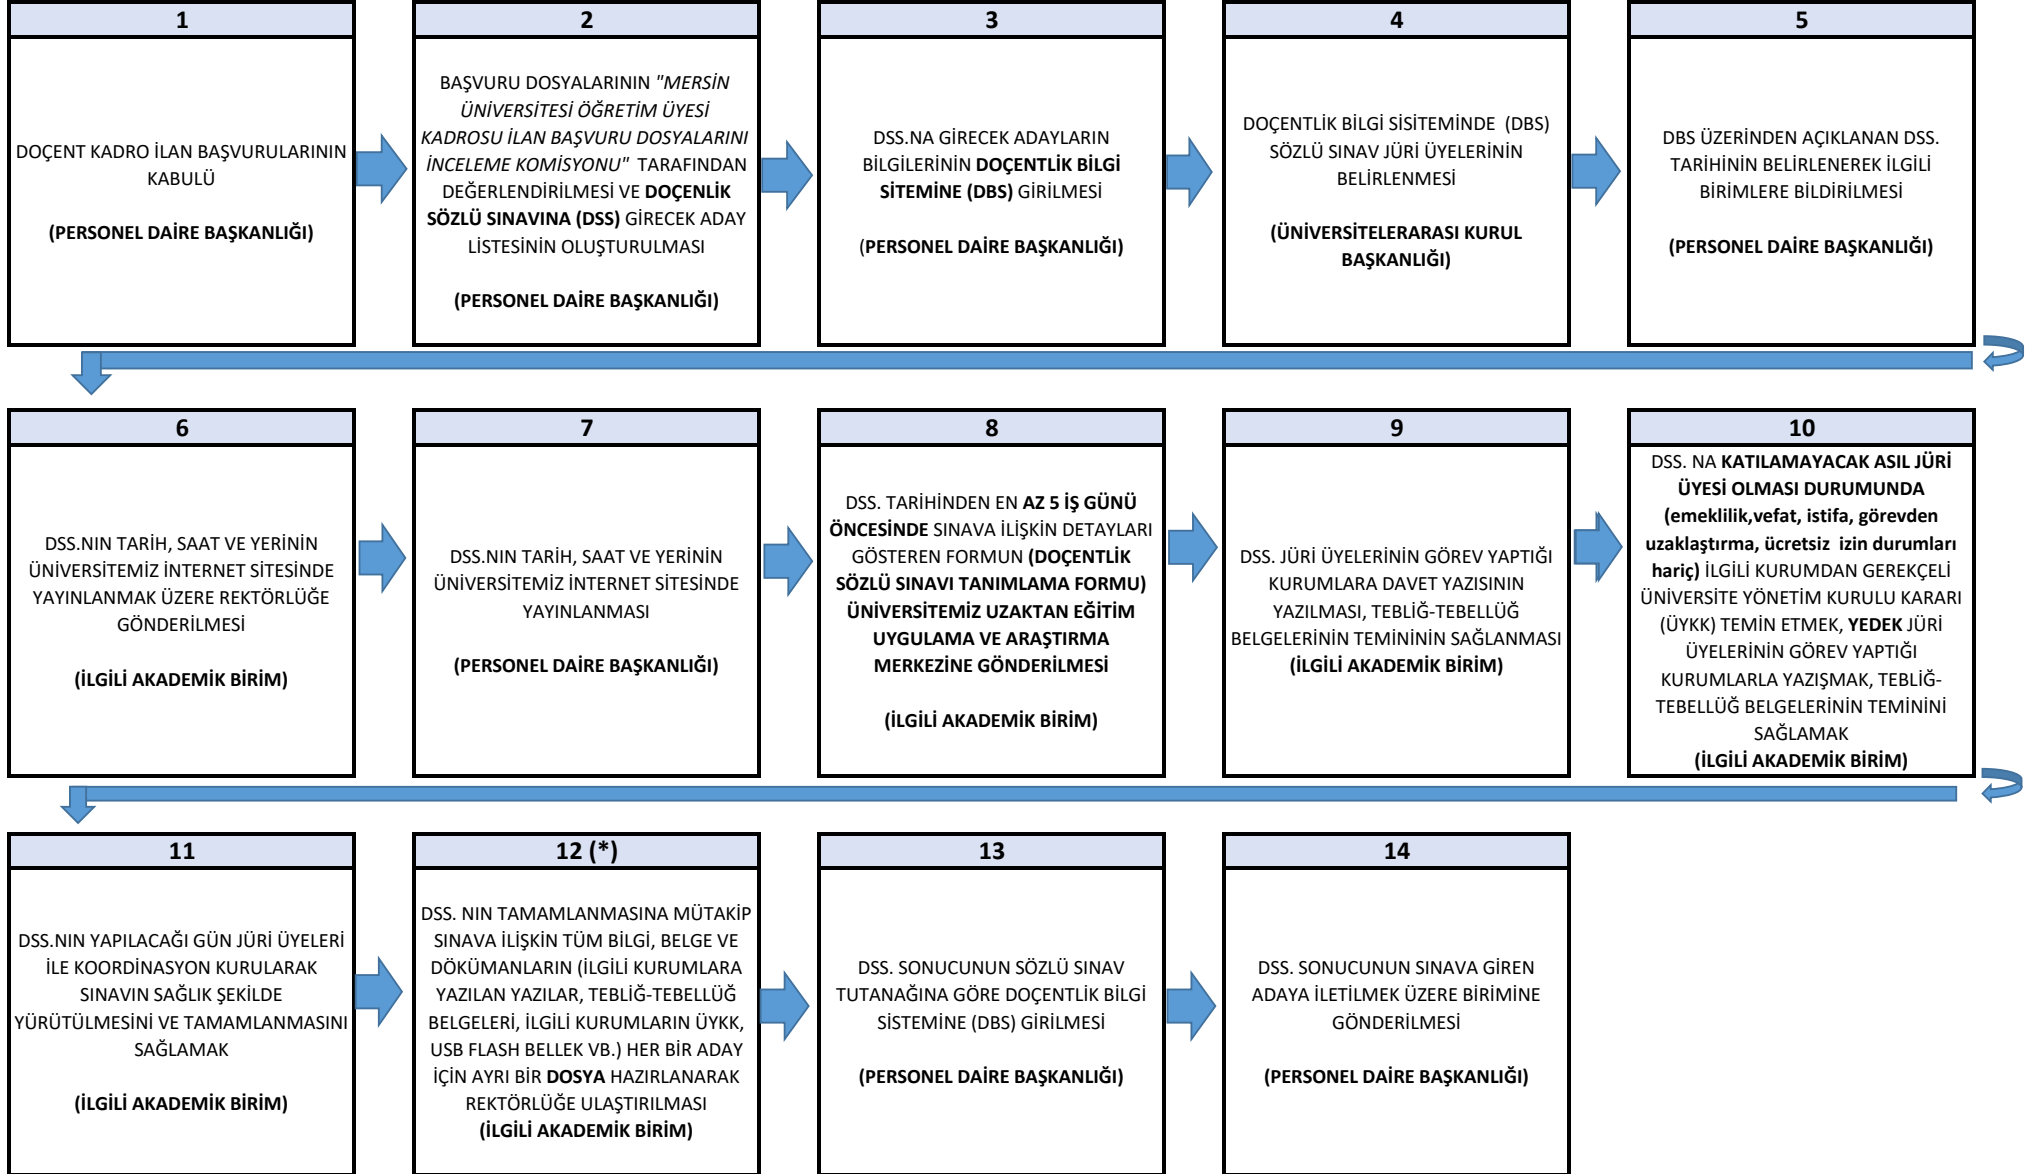 1
DOÇENT KADRO İLAN BAŞVURULARININ
KABULÜ
(PERSONEL DAİRE BAŞKANLIĞI)
2
BAŞVURU DOSYALARININ "MERSİN
ÜNİVERSİTESİ ÖĞRETİM ÜYESİ
KADROSU İLAN BAŞVURU DOSYALARINI
İNCELEME KOMİSYONU" TARAFINDAN
DEĞERLENDİRİLMESİ VE DOÇENLİK
SÖZLÜ SINAVINA (DSS) GİRECEK ADAY
LİSTESİNİN OLUŞTURULMASI
(PERSONEL DAİRE BAŞKANLIĞI)
3
DSS.NA GİRECEK ADAYLARIN
BİLGİLERİNİN DOÇENTLİK BİLGİ
SİTEMİNE (DBS) GİRİLMESİ
(PERSONEL DAİRE BAŞKANLIĞI)
4
DOÇENTLİK BİLGİ SİSİTEMİNDE (DBS)
SÖZLÜ SINAV JÜRİ ÜYELERİNİN
BELİRLENMESİ
(ÜNİVERSİTELERARASI KURUL
BAŞKANLIĞI)
5
DBS ÜZERİNDEN AÇIKLANAN DSS.
TARİHİNİN BELİRLENEREK İLGİLİ
BİRİMLERE BİLDİRİLMESİ
(PERSONEL DAİRE BAŞKANLIĞI)
6
DSS.NIN TARİH, SAAT VE YERİNİN
ÜNİVERSİTEMİZ İNTERNET SİTESİNDE
YAYINLANMAK ÜZERE REKTÖRLÜĞE
GÖNDERİLMESİ
(İLGİLİ AKADEMİK BİRİM)
7
DSS.NIN TARİH, SAAT VE YERİNİN
ÜNİVERSİTEMİZ İNTERNET SİTESİNDE
YAYINLANMASI
(PERSONEL DAİRE BAŞKANLIĞI)
8
DSS. TARİHİNDEN EN AZ 5 İŞ GÜNÜ
ÖNCESİNDE SINAVA İLİŞKİN DETAYLARI
GÖSTEREN FORMUN (DOÇENTLİK
SÖZLÜ SINAVI TANIMLAMA FORMU)
ÜNİVERSİTEMİZ UZAKTAN EĞİTİM
UYGULAMA VE ARAŞTIRMA
MERKEZİNE GÖNDERİLMESİ
(İLGİLİ AKADEMİK BİRİM)
9
DSS. JÜRİ ÜYELERİNİN GÖREV YAPTIĞI
KURUMLARA DAVET YAZISININ
YAZILMASI, TEBLİĞ-TEBELLÜĞ
BELGELERİNİN TEMİNİNİN SAĞLANMASI
(İLGİLİ AKADEMİK BİRİM)
10
DSS. NA KATILAMAYACAK ASIL JÜRİ
ÜYESİ OLMASI DURUMUNDA
(emeklilik,vefat, istifa, görevden
uzaklaştırma, ücretsiz izin durumları
hariç) İLGİLİ KURUMDAN GEREKÇELİ
ÜNİVERSİTE YÖNETİM KURULU KARARI
(ÜYKK) TEMİN ETMEK, YEDEK JÜRİ
ÜYELERİNİN GÖREV YAPTIĞI
KURUMLARLA YAZIŞMAK, TEBLİĞ-
TEBELLÜĞ BELGELERİNİN TEMİNİNİ
SAĞLAMAK
(İLGİLİ AKADEMİK BİRİM)
11
DSS.NIN YAPILACAĞI GÜN JÜRİ ÜYELERİ
İLE KOORDİNASYON KURULARAK
SINAVIN SAĞLIK ŞEKİLDE
YÜRÜTÜLMESİNİ VE TAMAMLANMASINI
SAĞLAMAK
(İLGİLİ AKADEMİK BİRİM)
12 (*)
DSS. NIN TAMAMLANMASINA MÜTAKİP
SINAVA İLİŞKİN TÜM BİLGİ, BELGE VE
DÖKÜMANLARIN (İLGİLİ KURUMLARA
YAZILAN YAZILAR, TEBLİĞ-TEBELLÜĞ
BELGELERİ, İLGİLİ KURUMLARIN ÜYKK,
USB FLASH BELLEK VB.) HER BİR ADAY
İÇİN AYRI BİR DOSYA HAZIRLANARAK
REKTÖRLÜĞE ULAŞTIRILMASI
(İLGİLİ AKADEMİK BİRİM)
13
DSS. SONUCUNUN SÖZLÜ SINAV
TUTANAĞINA GÖRE DOÇENTLİK BİLGİ
SİSTEMİNE (DBS) GİRİLMESİ
(PERSONEL DAİRE BAŞKANLIĞI)
14
DSS. SONUCUNUN SINAVA GİREN
ADAYA İLETİLMEK ÜZERE BİRİMİNE
GÖNDERİLMESİ
(PERSONEL DAİRE BAŞKANLIĞI)